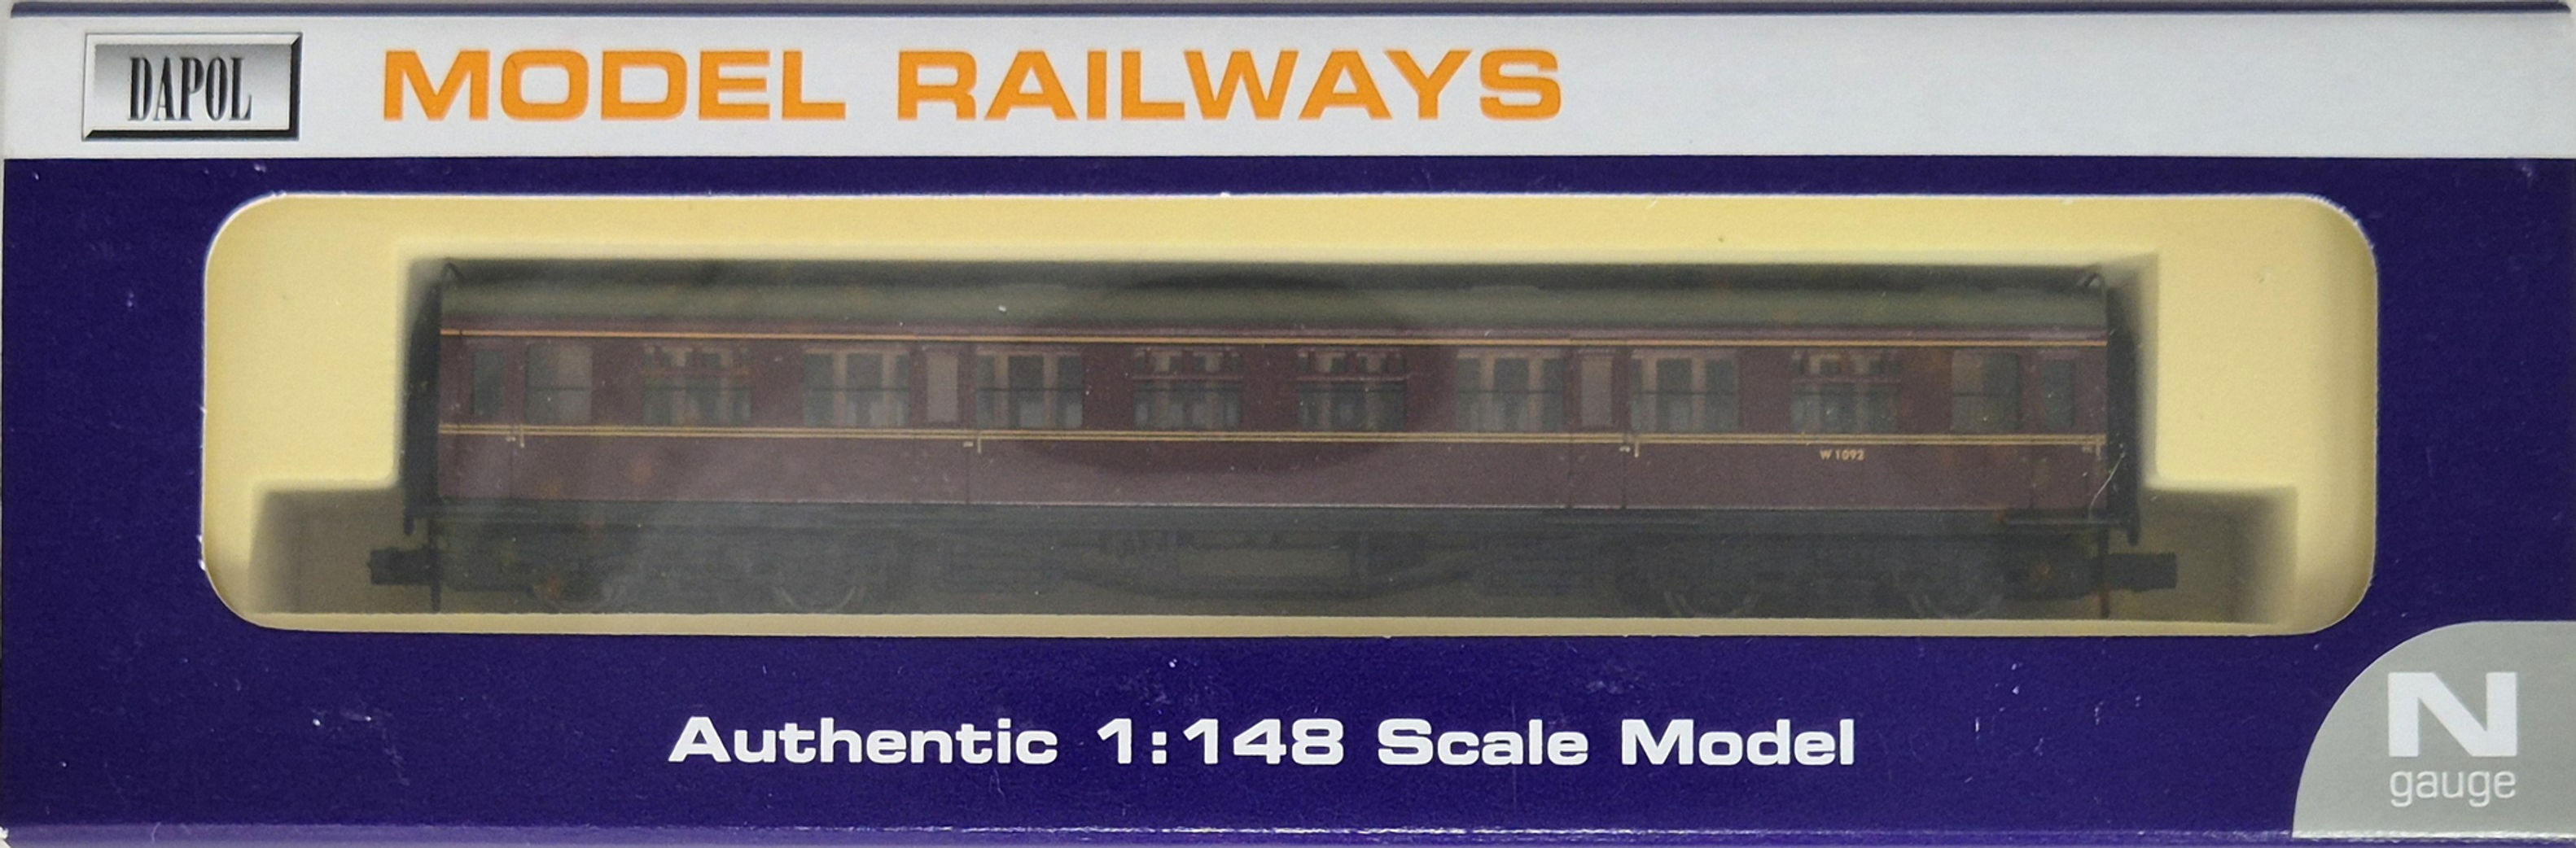 DAPOL
MODEL RAILWAYS
W 1092
Authentic 1:148 Scale Model
N
gauge